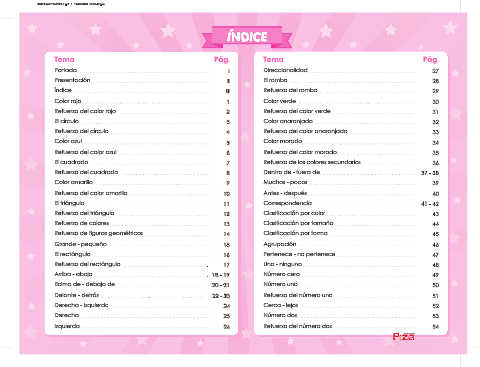 ÍNDICE
Tema Pág.
Portada I
Presentación II
Índice III
Color rojo 1
Refuerzo del color rojo 2
El círculo 3
Refuerzo del círculo 4
Color azul 5
Refuerzo del color azul 6
El cuadrado 7
Refuerzo del cuadrado 8
Color amarillo 9
Refuerzo del color amarillo 10
El triángulo 11
Refuerzo del triángulo 12
Refuerzo de colores 13
Refuerzo de figuras geométricas 14
Grande - pequeño 15
El rectángulo 16
Refuerzo del rectángulo 17
Arriba - abajo 18 - 19
Encima de - debajo de 20 - 21
Delante - detrás 22 - 23
Derecha - izquierda 24
Derecha 25
Izquierda 26
Tema Pág.
Direccionalidad 27
El rombo 28
Refuerzo del rombo 29
Color verde 30
Refuerzo del color verde 31
Color anaranjado 32
Refuerzo del color anaranjado 33
Color morado 34
Refuerzo del color morado 35
Refuerzo de los colores secundarios 36
Dentro de - fuera de 37 - 38
Muchos - pocos 39
Antes - después 40
Correspondencia 41 - 42
Clasificación por color 43
Clasificación por tamaño 44
Clasificación por forma 45
Agrupación 46
Pertenece - no pertenece 47
Uno - ninguno 48
Número cero 49
Número uno 50
Refuerzo del número uno 51
Cerca - lejos 52
Número dos 53
Refuerzo del número dos 54